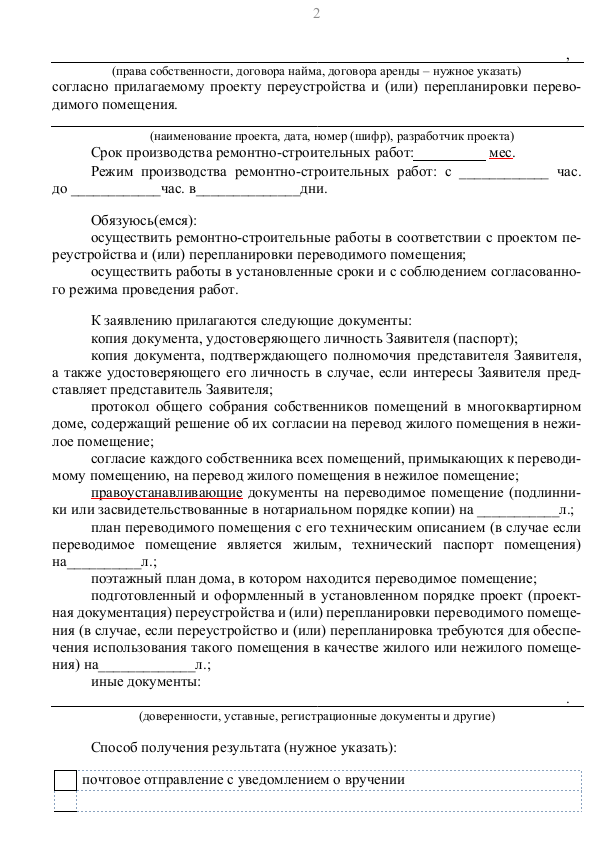 2
,
(права собственности, договора найма, договора аренды – нужное указать)
согласно прилагаемому проекту переустройства и (или) перепланировки перево-
димого помещения.
(наименование проекта, дата, номер (шифр), разработчик проекта)
Срок производства ремонтно-строительных работ:__________ мес.
Режим производства ремонтно-строительных работ: с ____________ час.
до ____________час. в______________дни.
Обязуюсь(емся):
осуществить ремонтно-строительные работы в соответствии с проектом пе-
реустройства и (или) перепланировки переводимого помещения;
осуществить работы в установленные сроки и с соблюдением согласованно-
го режима проведения работ.
К заявлению прилагаются следующие документы:
копия документа, удостоверяющего личность Заявителя (паспорт);
копия документа, подтверждающего полномочия представителя Заявителя,
а также удостоверяющего его личность в случае, если интересы Заявителя пред-
ставляет представитель Заявителя;
протокол общего собрания собственников помещений в многоквартирном
доме, содержащий решение об их согласии на перевод жилого помещения в нежи-
лое помещение;
согласие каждого собственника всех помещений, примыкающих к переводи-
мому помещению, на перевод жилого помещения в нежилое помещение;
правоустанавливающие документы на переводимое помещение (подлинни-
ки или засвидетельствованные в нотариальном порядке копии) на ___________л.;
план переводимого помещения с его техническим описанием (в случае если
переводимое помещение является жилым, технический паспорт помещения)
на__________л.;
поэтажный план дома, в котором находится переводимое помещение;
подготовленный и оформленный в установленном порядке проект (проект-
ная документация) переустройства и (или) перепланировки переводимого помеще-
ния (в случае, если переустройство и (или) перепланировка требуются для обеспе-
чения использования такого помещения в качестве жилого или нежилого помеще-
ния) на_____________л.;
иные документы:
.
(доверенности, уставные, регистрационные документы и другие)
Способ получения результата (нужное указать):
почтовое отправление с уведомлением о вручении